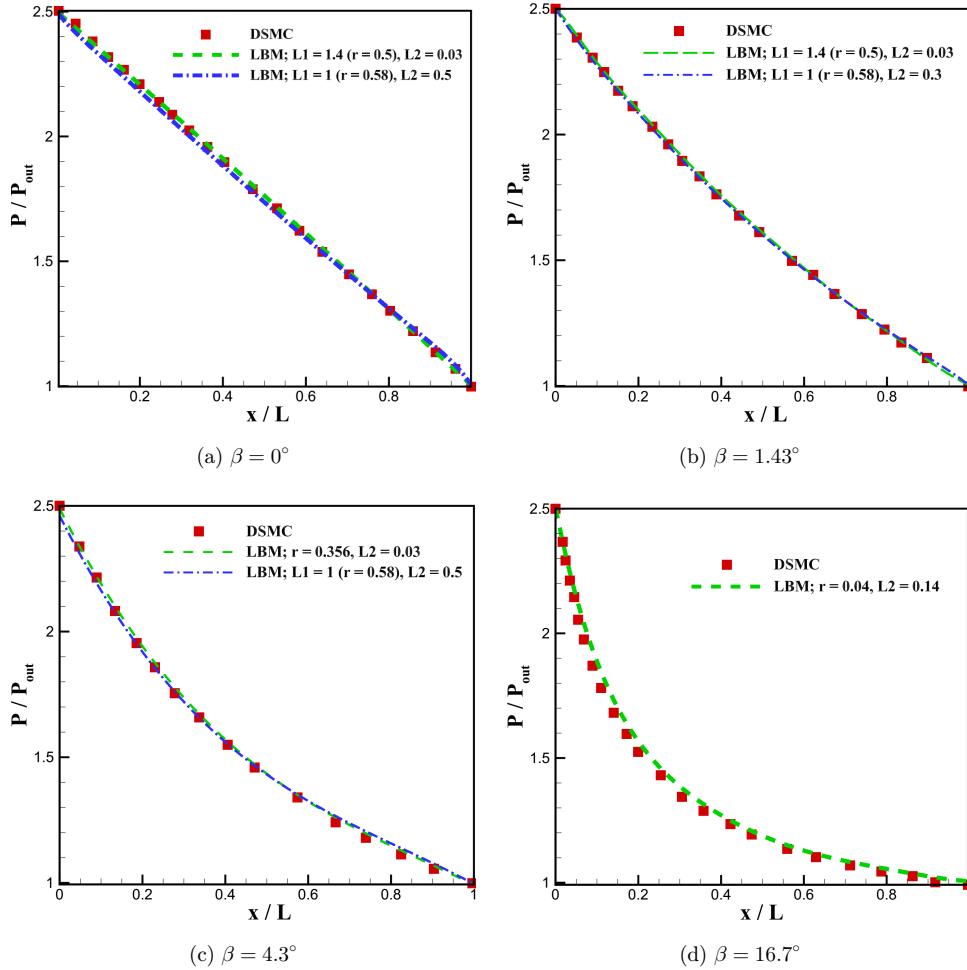 2.5
2
1.5
1
P / P_out
DSMC
LBM; L1 = 1.4 (r = 0.5), L2 = 0.03
LBM; L1 = 1 (r = 0.58), L2 = 0.5
0 0.2 0.4 0.6 0.8 1
x / L
(a) β = 0°
2.5
2
1.5
1
P / P_out
DSMC
LBM; L1 = 1.4 (r = 0.5), L2 = 0.03
LBM; L1 = 1 (r = 0.58), L2 = 0.3
0 0.2 0.4 0.6 0.8
x / L
(b) β = 1.43°
2.5
2
1.5
1
P / P_out
DSMC
LBM; r = 0.356, L2 = 0.03
LBM; L1 = 1 (r = 0.58), L2 = 0.5
0 0.2 0.4 0.6 0.8 1
x / L
(c) β = 4.3°
2.5
2
1.5
1
P / P_out
DSMC
LBM; r = 0.04, L2 = 0.14
0 0.2 0.4 0.6 0.8
x / L
(d) β = 16.7°